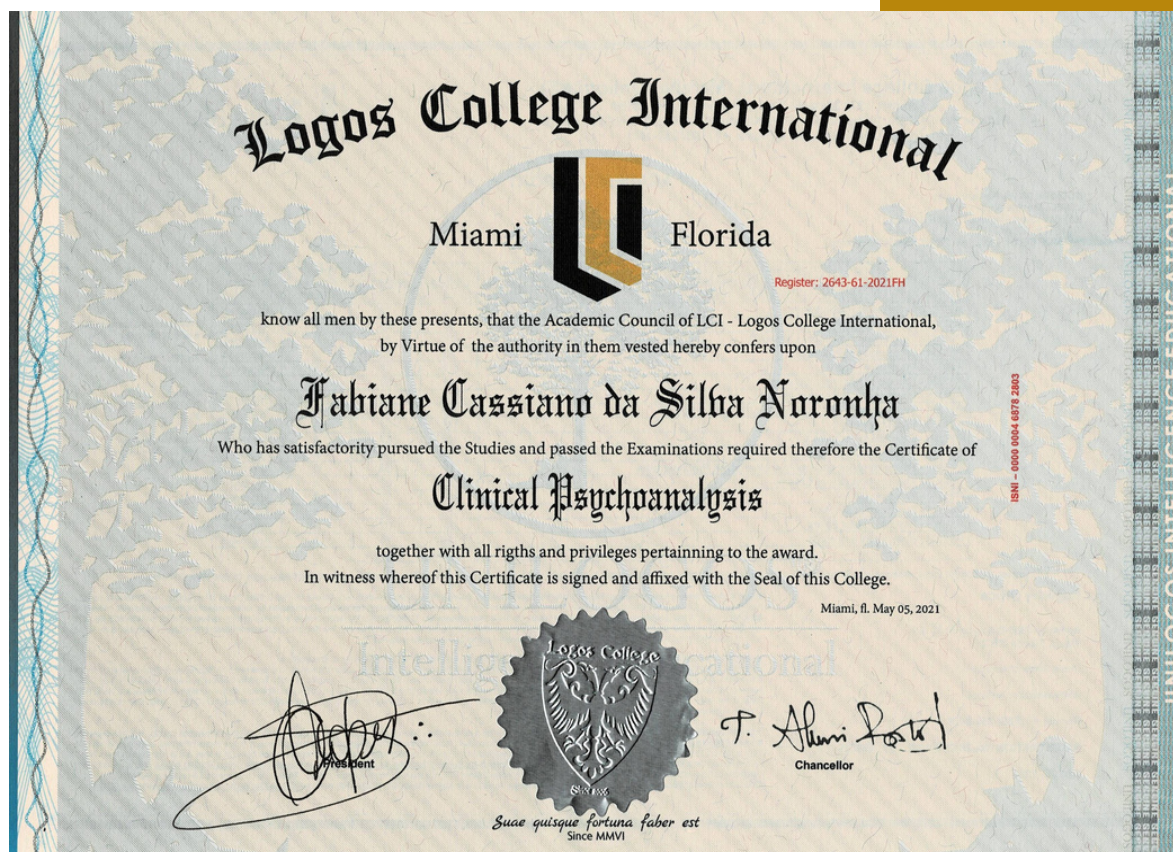 Logos College International
Miami Florida
Register: 2643-61-2021FH
know all men by these presents, that the Academic Council of LCI - Logos College International,
by Virtue of the authority in them vested hereby confers upon
Fabiane Cassiano da Silva Noronha
Who has satisfactority pursued the Studies and passed the Examinations required therefore the Certificate of
ISNI – 0000 0004 6878 2803
Clinical Psychoanalysis
together with all rigths and privileges pertainning to the award.
In witness whereof this Certificate is signed and affixed with the Seal of this College.
UNILOGOS
Miami, fl. May 05, 2021
Logos College
President
Chancellor
Suae quisque fortuna faber est
Since MMVI